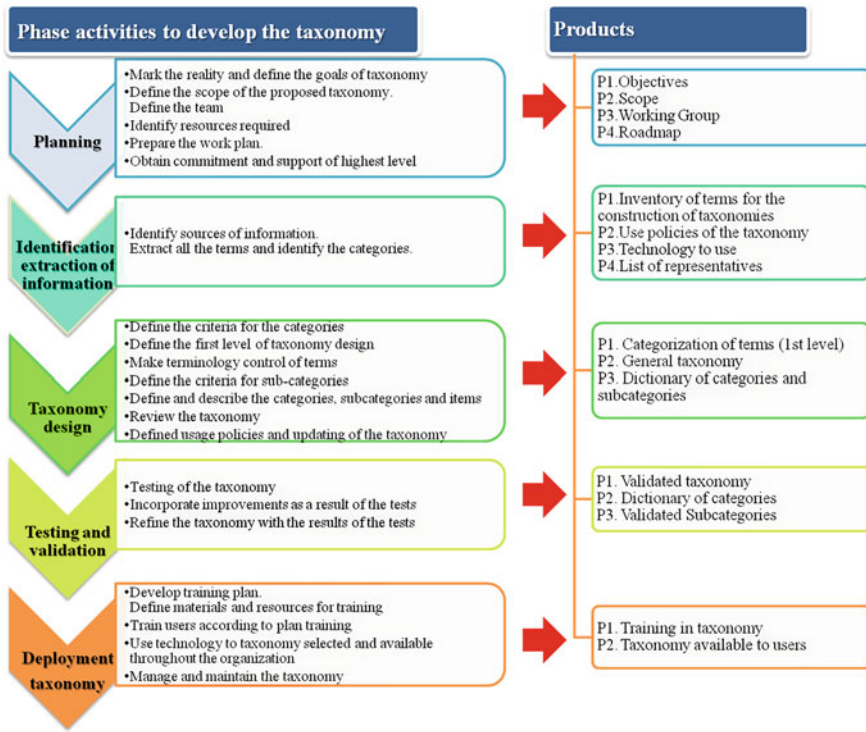 Phase activities to develop the taxonomy
Products
Planning
•Mark the reality and define the goals of taxonomy
•Define the scope of the proposed taxonomy.
Define the team
•Identify resources required
•Prepare the work plan.
•Obtain commitment and support of highest level
P1.Objectives
P2.Scope
P3.Working Group
P4.Roadmap
Identification
extraction of
information
•Identify sources of information.
Extract all the terms and identify the categories.
P1.Inventory of terms for the
construction of taxonomies
P2.Use policies of the taxonomy
P3.Technology to use
P4.List of representatives
Taxonomy
design
•Define the criteria for the categories
•Define the first level of taxonomy design
•Make terminology control of terms
•Define the criteria for sub-categories
•Define and describe the categories, subcategories and items
•Review the taxonomy
•Defined usage policies and updating of the taxonomy
P1. Categorization of terms (1st level)
P2. General taxonomy
P3. Dictionary of categories and
subcategories
Testing and
validation
•Testing of the taxonomy
•Incorporate improvements as a result of the tests
•Refine the taxonomy with the results of the tests
P1. Validated taxonomy
P2. Dictionary of categories
P3. Validated Subcategories
Deployment
taxonomy
•Develop training plan.
Define materials and resources for training
•Train users according to plan training
•Use technology to taxonomy selected and available
throughout the organization
•Manage and maintain the taxonomy
P1. Training in taxonomy
P2. Taxonomy available to users